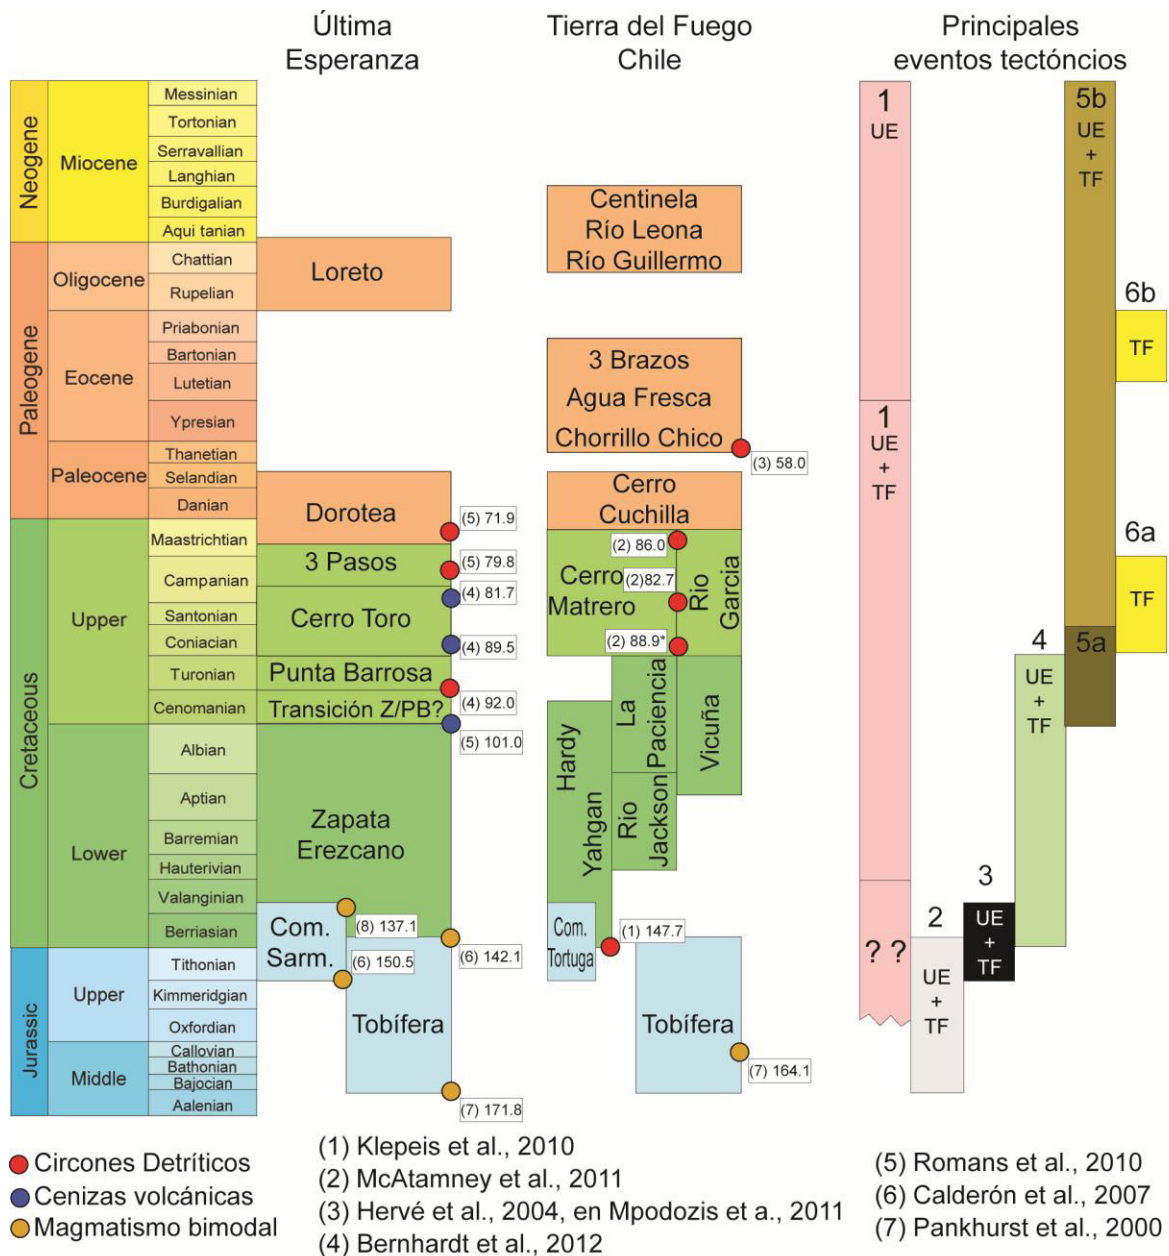 Última
Esperanza
Tierra del Fuego
Chile
Principales
eventos tectóncios
Neogene
Paleogene
Cretaceous
Jurassic
Miocene
Oligocene
Eocene
Paleocene
Upper
Lower
Upper
Middle
Messinian
Tortonian
Serravallian
Langhian
Burdigalian
Aqui tanian
Chattian
Rupelian
Priabonian
Bartonian
Lutetian
Ypresian
Thanetian
Selandian
Danian
Maastrichtian
Campanian
Santonian
Coniacian
Turonian
Cenomanian
Albian
Aptian
Barremian
Hauterivian
Valanginian
Berriasian
Tithonian
Kimmeridgian
Oxfordian
Callovian
Bathonian
Bajocian
Aalenian
Loreto
Dorotea
(5) 71.9
3 Pasos
(5) 79.8
(4) 81.7
Cerro Toro
(4) 89.5
Punta Barrosa
(4) 92.0
Transición Z/PB?
(5) 101.0
Zapata
Erezcano
Com.
Sarm.
(8) 137.1
(6) 142.1
(6) 150.5
Tobífera
(7) 171.8
Centinela
Río Leona
Río Guillermo
3 Brazos
Agua Fresca
Chorrillo Chico
(3) 58.0
Cerro
Cuchilla
(2) 86.0
Cerro
Matrero
(2)82.7
(2) 88.9*
Rio
Garcia
La
Paciencia
Vicuña
Hardy
Yahgan
Rio
Jackson
Com.
Tortuga
(1) 147.7
Tobífera
(7) 164.1
1
UE
1
UE
+
TF
? ?
2
UE
+
TF
3
UE
+
TF
4
UE
+
TF
5b
UE
+
TF
5a
6b
TF
6a
TF
Circones Detríticos
Cenizas volcánicas
Magmatismo bimodal
(1) Klepeis et al., 2010
(2) McAtamney et al., 2011
(3) Hervé et al., 2004, en Mpodozis et a., 2011
(4) Bernhardt et al., 2012
(5) Romans et al., 2010
(6) Calderón et al., 2007
(7) Pankhurst et al., 2000